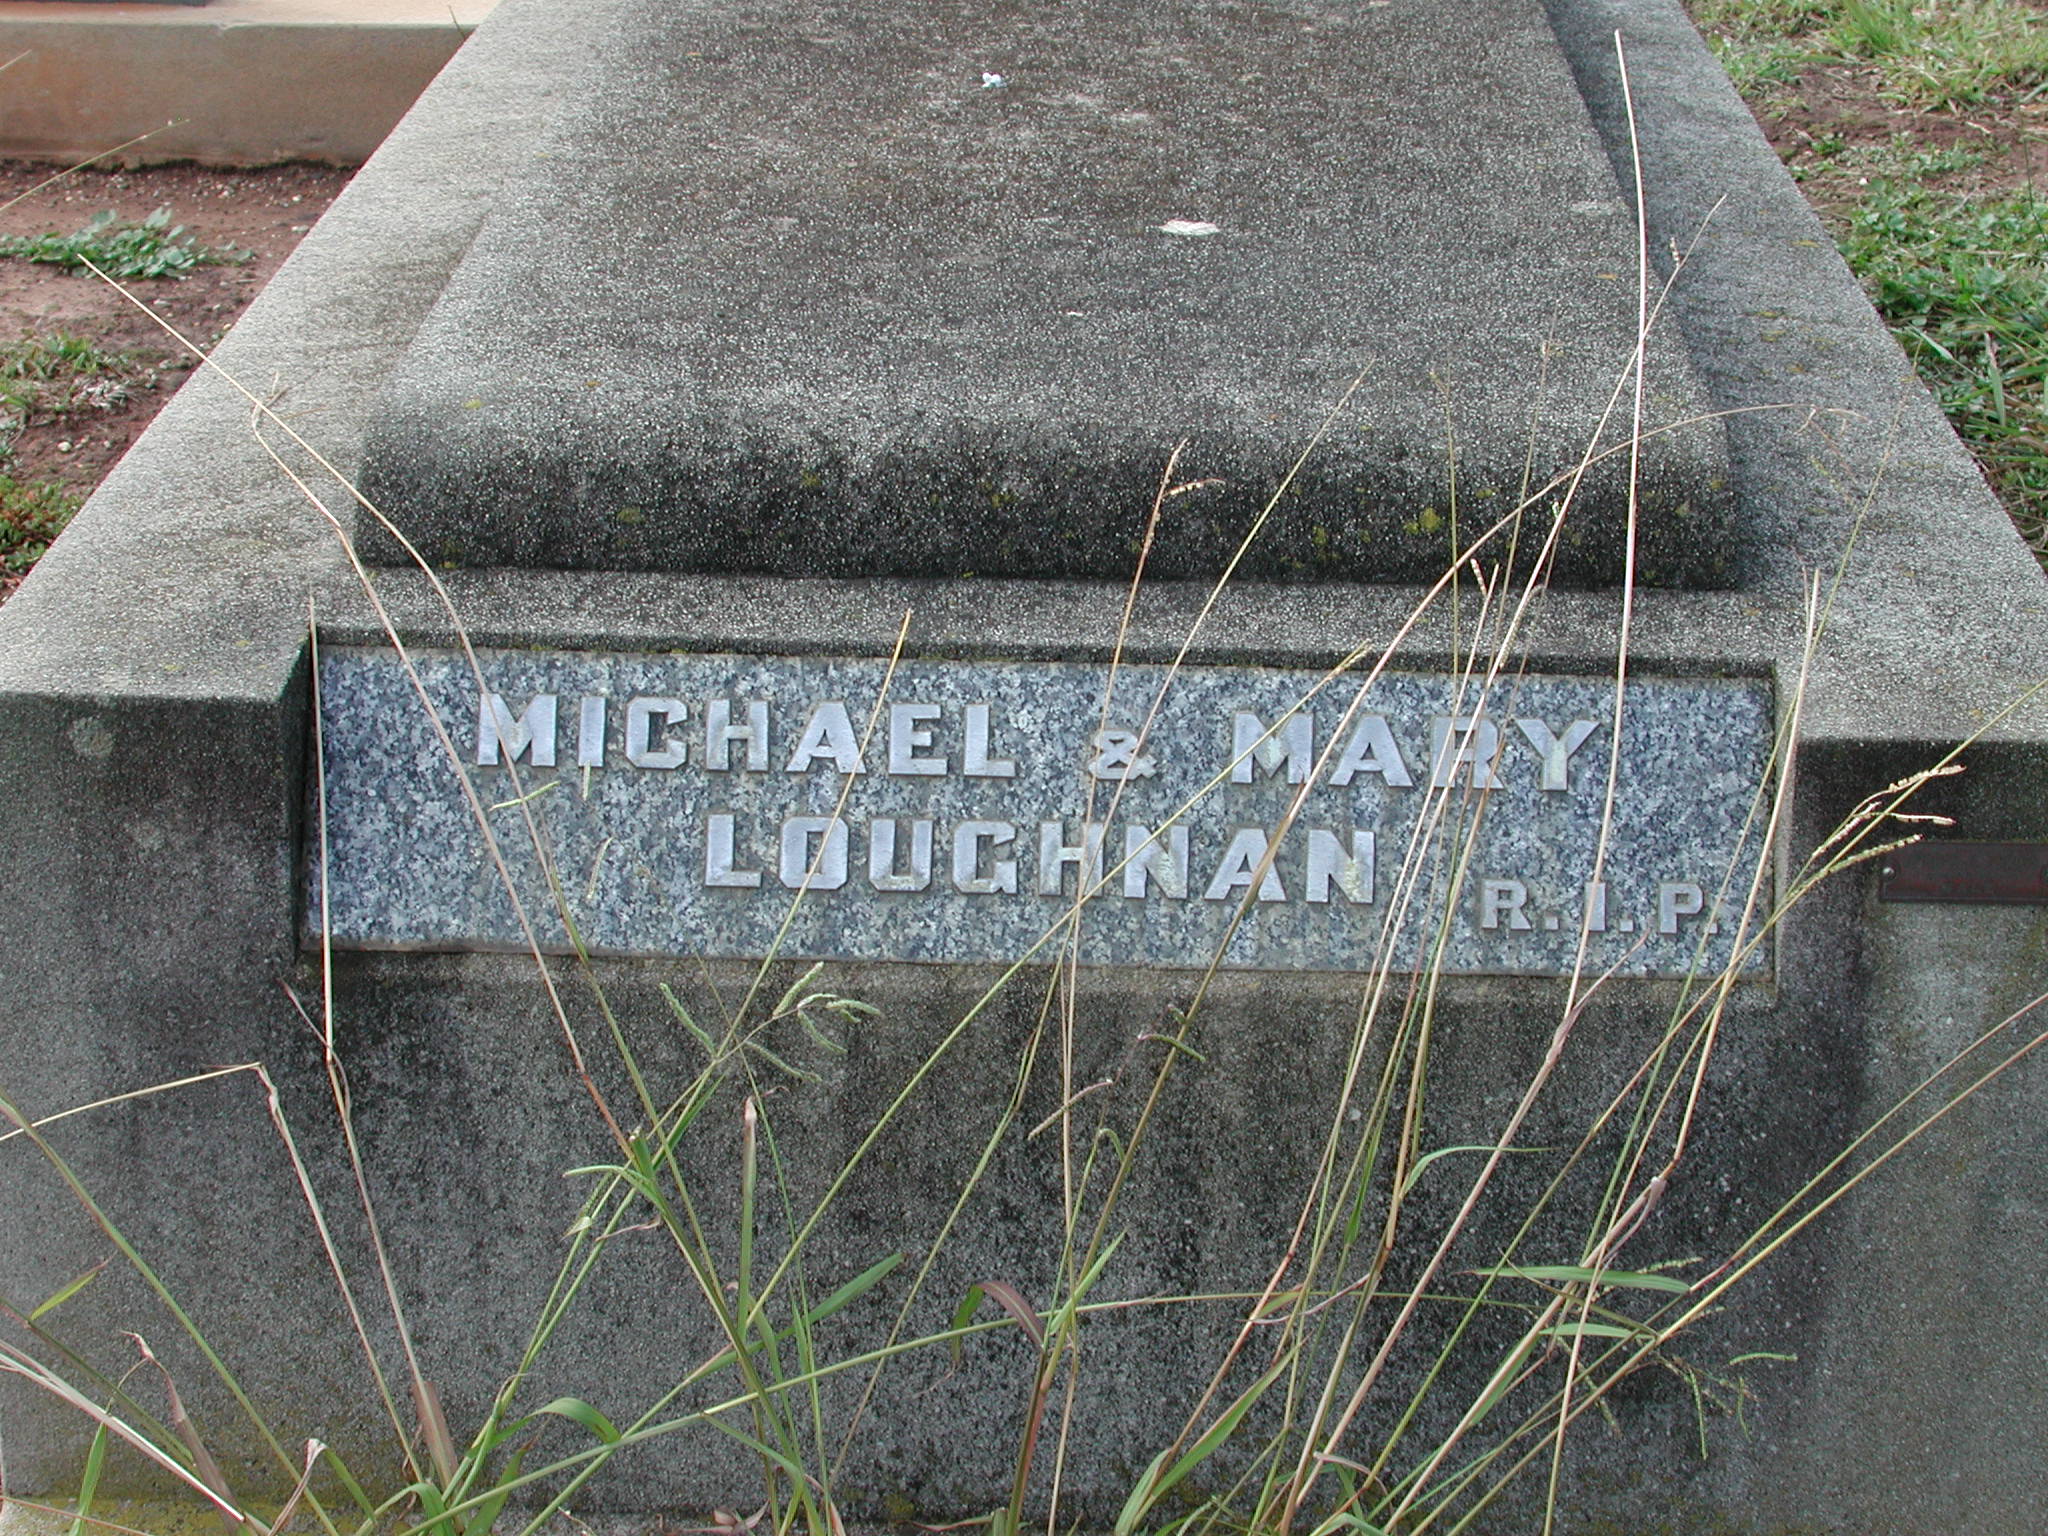 MICHAEL & MARY
LOUGHNAN
R.I.P.